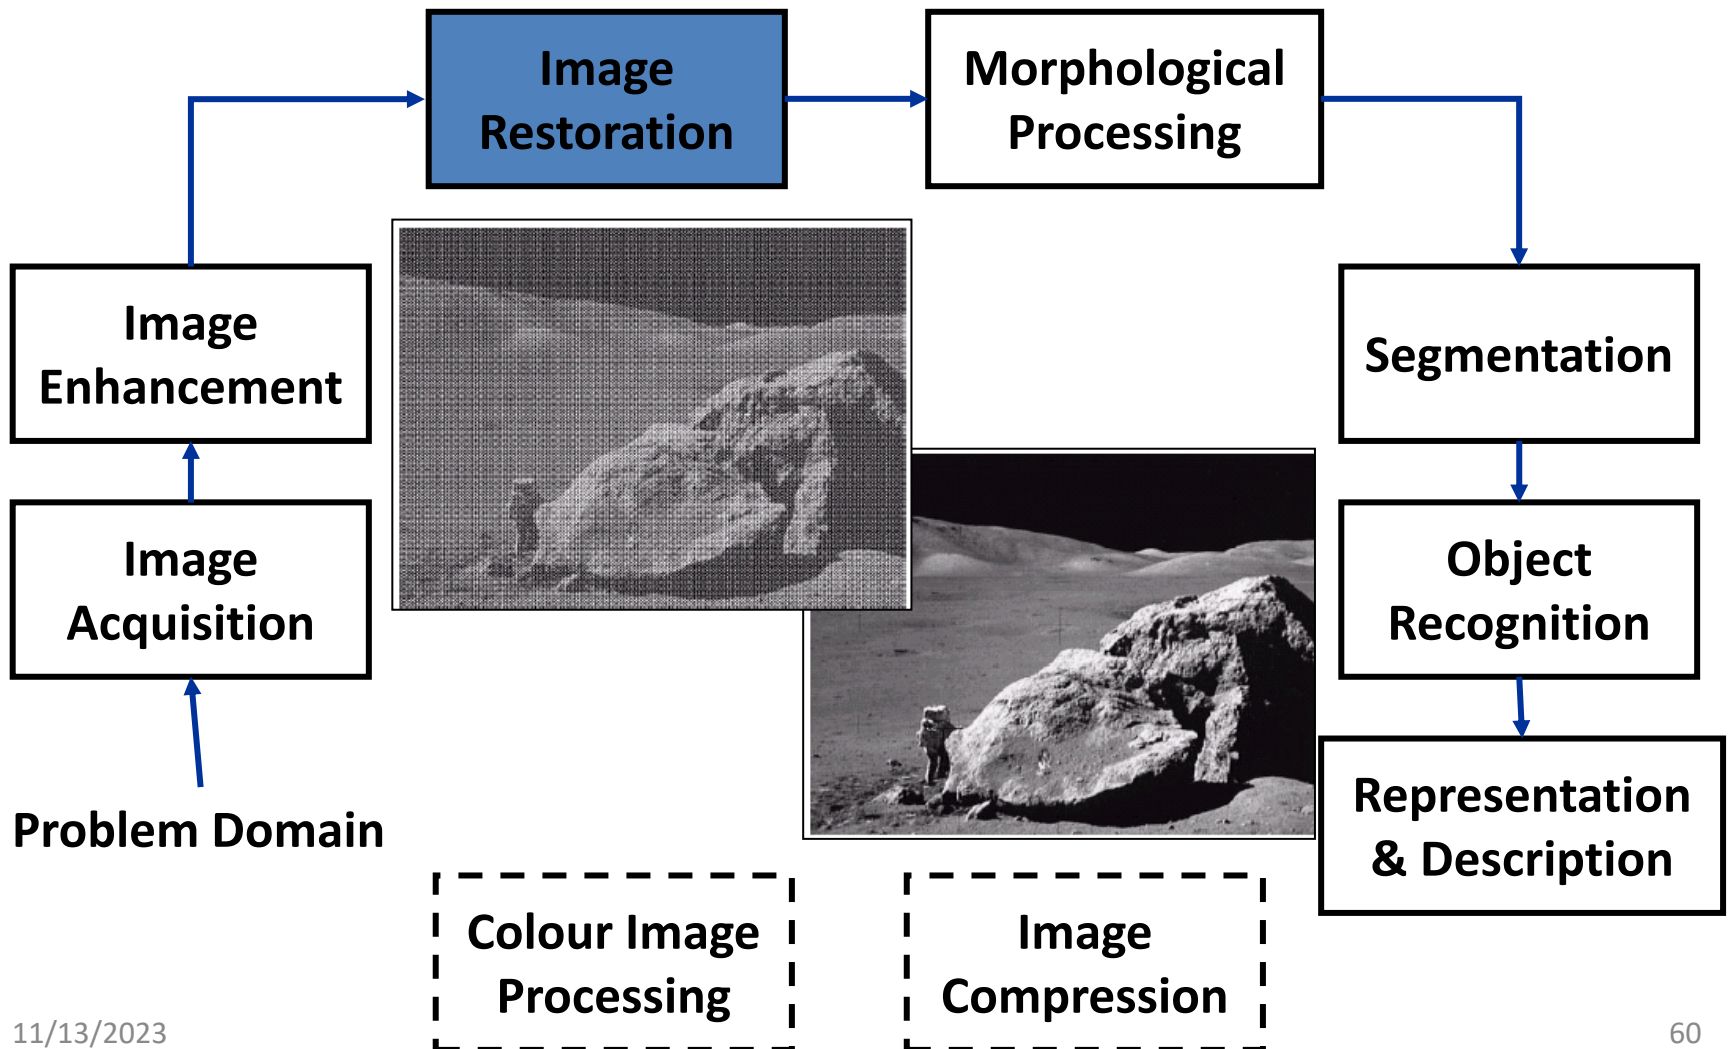 Image
Restoration
Morphological
Processing
Image
Enhancement
Segmentation
Image
Acquisition
Object
Recognition
Problem Domain
Representation
& Description
Colour Image
Processing
Image
Compression
11/13/2023
60